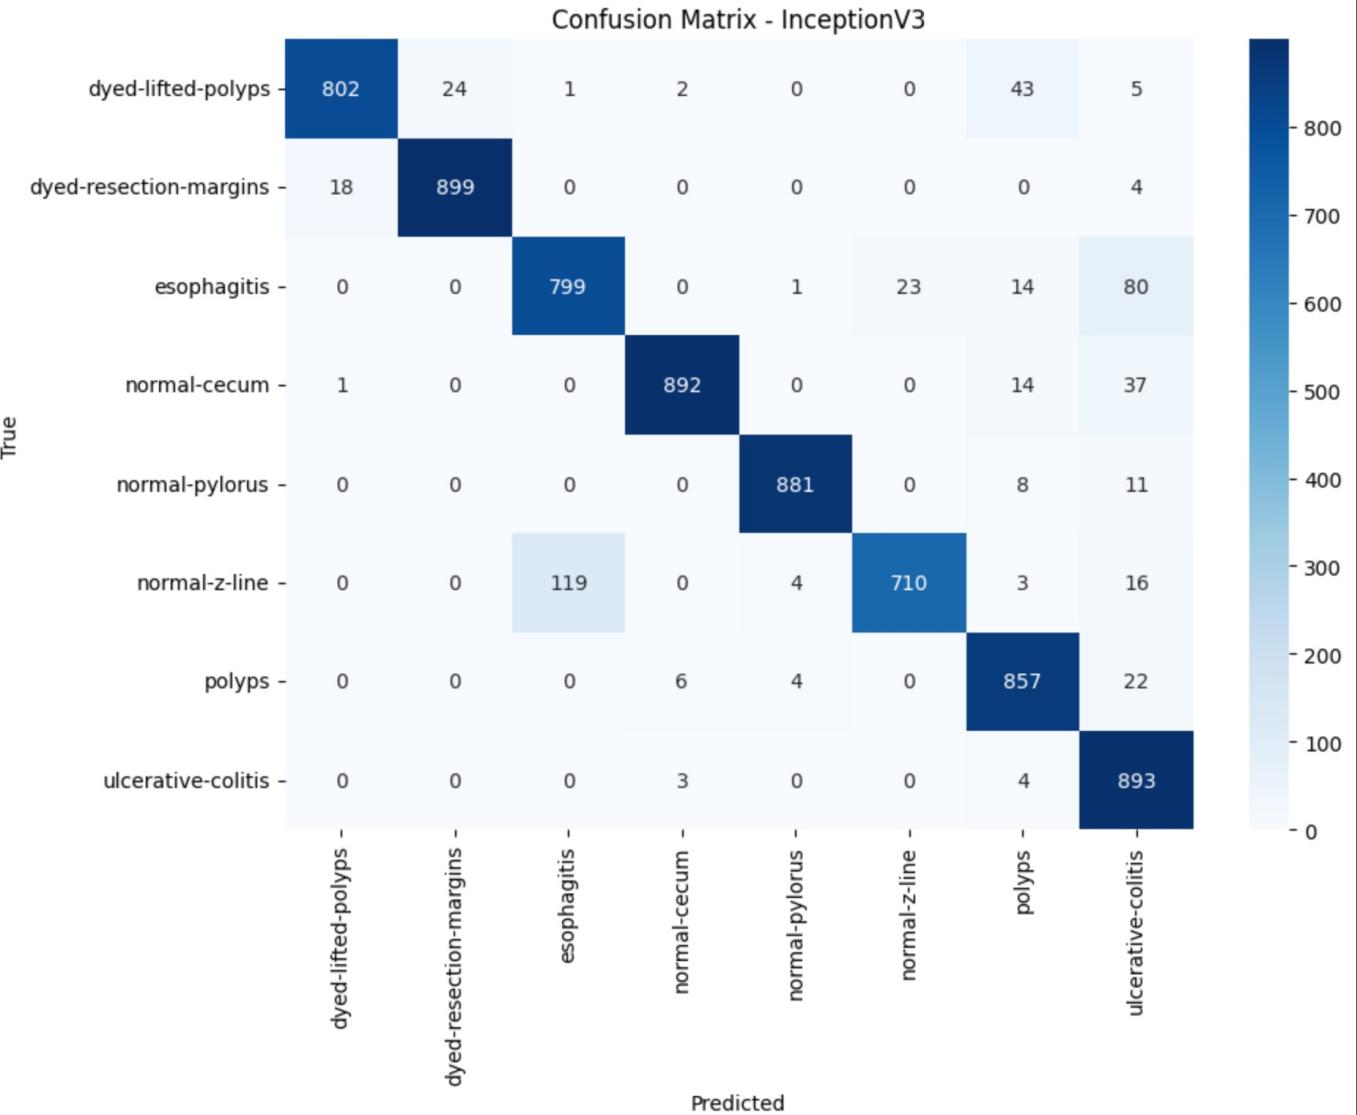 Confusion Matrix - InceptionV3
dyed-lifted-polyps 802 24 1 2 0 0 43 5
dyed-resection-margins 18 899 0 0 0 0 0 4
esophagitis 0 0 799 0 1 23 14 80
normal-cecum 1 0 0 892 0 0 14 37
normal-pylorus 0 0 0 0 881 0 8 11
normal-z-line 0 0 119 0 4 710 3 16
polyps 0 0 0 6 4 0 857 22
ulcerative-colitis 0 0 0 3 0 0 4 893
True
dyed-lifted-polyps
dyed-resection-margins
esophagitis
normal-cecum
normal-pylorus
normal-z-line
polyps
ulcerative-colitis
Predicted
800
700
600
500
400
300
200
100
0